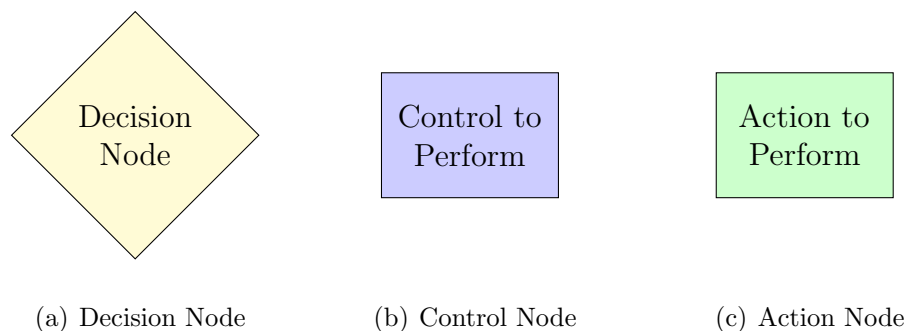 Decision
Node
Control to
Perform
Action to
Perform
(a) Decision Node
(b) Control Node
(c) Action Node